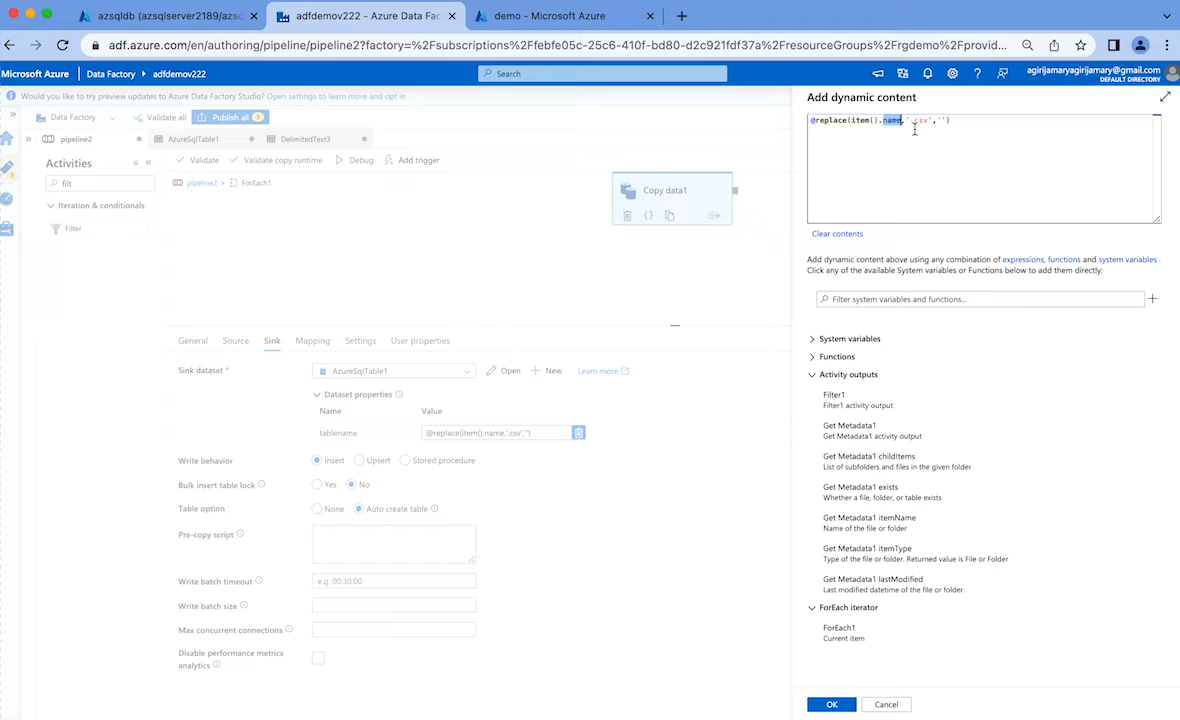 azsqldb (azsqlserver2189/azsq
adfdemov222 - Azure Data Fac
demo - Microsoft Azure
adf.azure.com/en/authoring/pipeline/pipeline2?factory=%2Fsubscriptions%2Ffebfe05c-25c6-410f-bd80-d2c921fdf37a%2FresourceGroups%2Frgdemo%2Fprovid...
Microsoft Azure
Data Factory
adfdemov222
Search
agirijamaryagirijamary@gmail.com
DEFAULT DIRECTORY
Would you like to try preview updates to Azure Data Factory Studio? Open settings to learn more and opt in.
Data Factory
Validate all
Publish all 3
pipeline2
AzureSqlTable1
DelimitedText3
Activities
filt
Iteration & conditionals
Filter
Validate
Validate copy runtime
Debug
Add trigger
pipeline2 > ForEach1
Copy data1
General
Source
Sink
Mapping
Settings
User properties
Sink dataset *
AzureSqlTable1
Open
New
Learn more
Dataset properties
Name
Value
tablename
@replace(item().name,'.csv','')
Write behavior
Insert
Upsert
Stored procedure
Bulk insert table lock
Yes
No
Table option
None
Auto create table
Pre-copy script
Write batch timeout
e.g. 00:30:00
Write batch size
Max concurrent connections
Disable performance metrics
analytics
Add dynamic content
@replace(item().name,'.csv','')
Clear contents
Add dynamic content above using any combination of expressions, functions and system variables .
Click any of the available System variables or Functions below to add them directly:
Filter system variables and functions...
System variables
Functions
Activity outputs
Filter1
Filter1 activity output
Get Metadata1
Get Metadata1 activity output
Get Metadata1 childItems
List of subfolders and files in the given folder
Get Metadata1 exists
Whether a file, folder, or table exists
Get Metadata1 itemName
Name of the file or folder
Get Metadata1 itemType
Type of the file or folder. Returned value is File or Folder
Get Metadata1 lastModified
Last modified datetime of the file or folder
ForEach iterator
ForEach1
Current item
OK
Cancel